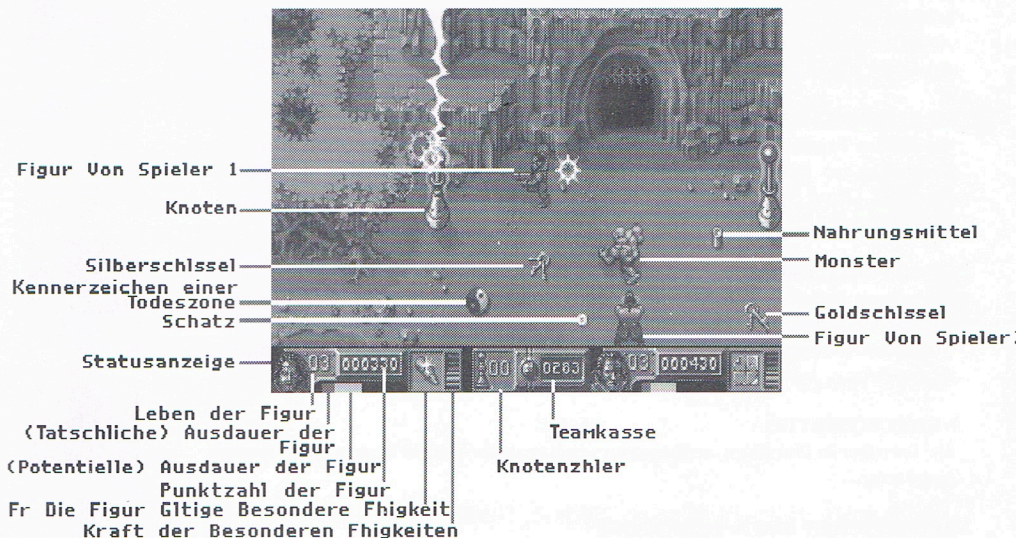 Figur Von Spieler 1
Knoten
Silberschlssel
Kennerzeichen einer
Todeszone
Schatz
Statusanzeige
Nahrungsmittel
Monster
Goldschlssel
Figur Von Spieler2
03
000330
00
0263
03
000430
Leben der Figur
(Tatschliche) Ausdauer der
Figur
(Potentielle) Ausdauer der Figur
Punktzahl der Figur
Fr Die Figur Gltige Besondere Fhigkeit
Kraft der Besonderen Fhigkeiten
Teamkasse
Knotenzhler